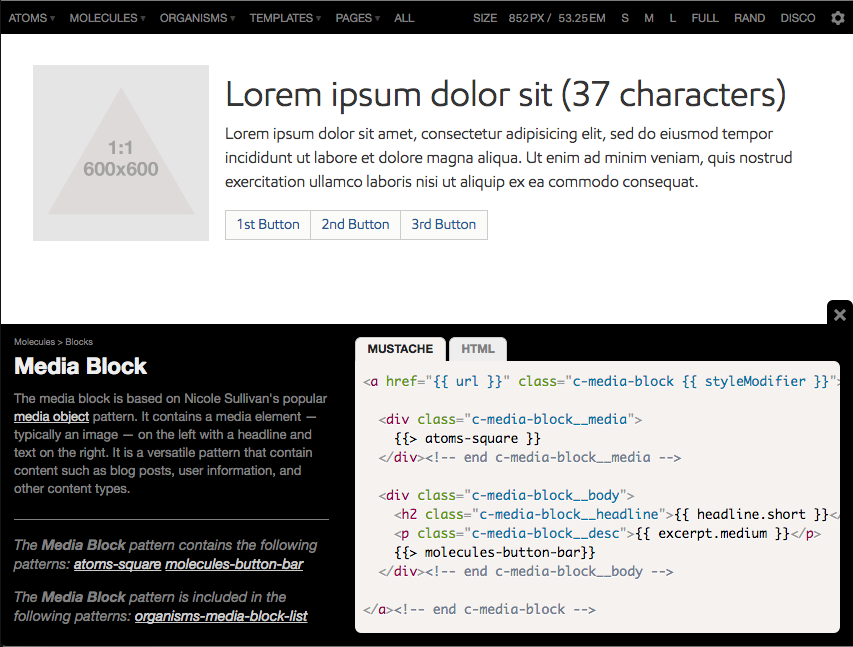 ATOMS▾ MOLECULES▾ ORGANISMS▾ TEMPLATES▾ PAGES▾ ALL SIZE 852PX / 53.25EM S M L FULL RAND DISCO
1:1
600x600
Lorem ipsum dolor sit (37 characters)
Lorem ipsum dolor sit amet, consectetur adipisicing elit, sed do eiusmod tempor
incididunt ut labore et dolore magna aliqua. Ut enim ad minim veniam, quis nostrud
exercitation ullamco laboris nisi ut aliquip ex ea commodo consequat.
1st Button 2nd Button 3rd Button
Molecules > Blocks
Media Block
The media block is based on Nicole Sullivan's popular
media object pattern. It contains a media element —
typically an image — on the left with a headline and
text on the right. It is a versatile pattern that contain
content such as blog posts, user information, and
other content types.
The Media Block pattern contains the following
patterns: atoms-square molecules-button-bar
The Media Block pattern is included in the
following patterns: organisms-media-block-list
MUSTACHE HTML
<a href="{{ url }}" class="c-media-block {{ styleModifier }}">
<div class="c-media-block__media">
{{> atoms-square }}
</div><!-- end c-media-block__media -->
<div class="c-media-block__body">
<h2 class="c-media-block__headline">{{ headline.short }}</
<p class="c-media-block__desc">{{ excerpt.medium }}</p>
{{> molecules-button-bar}}
</div><!-- end c-media-block__body -->
</a><!-- end c-media-block -->